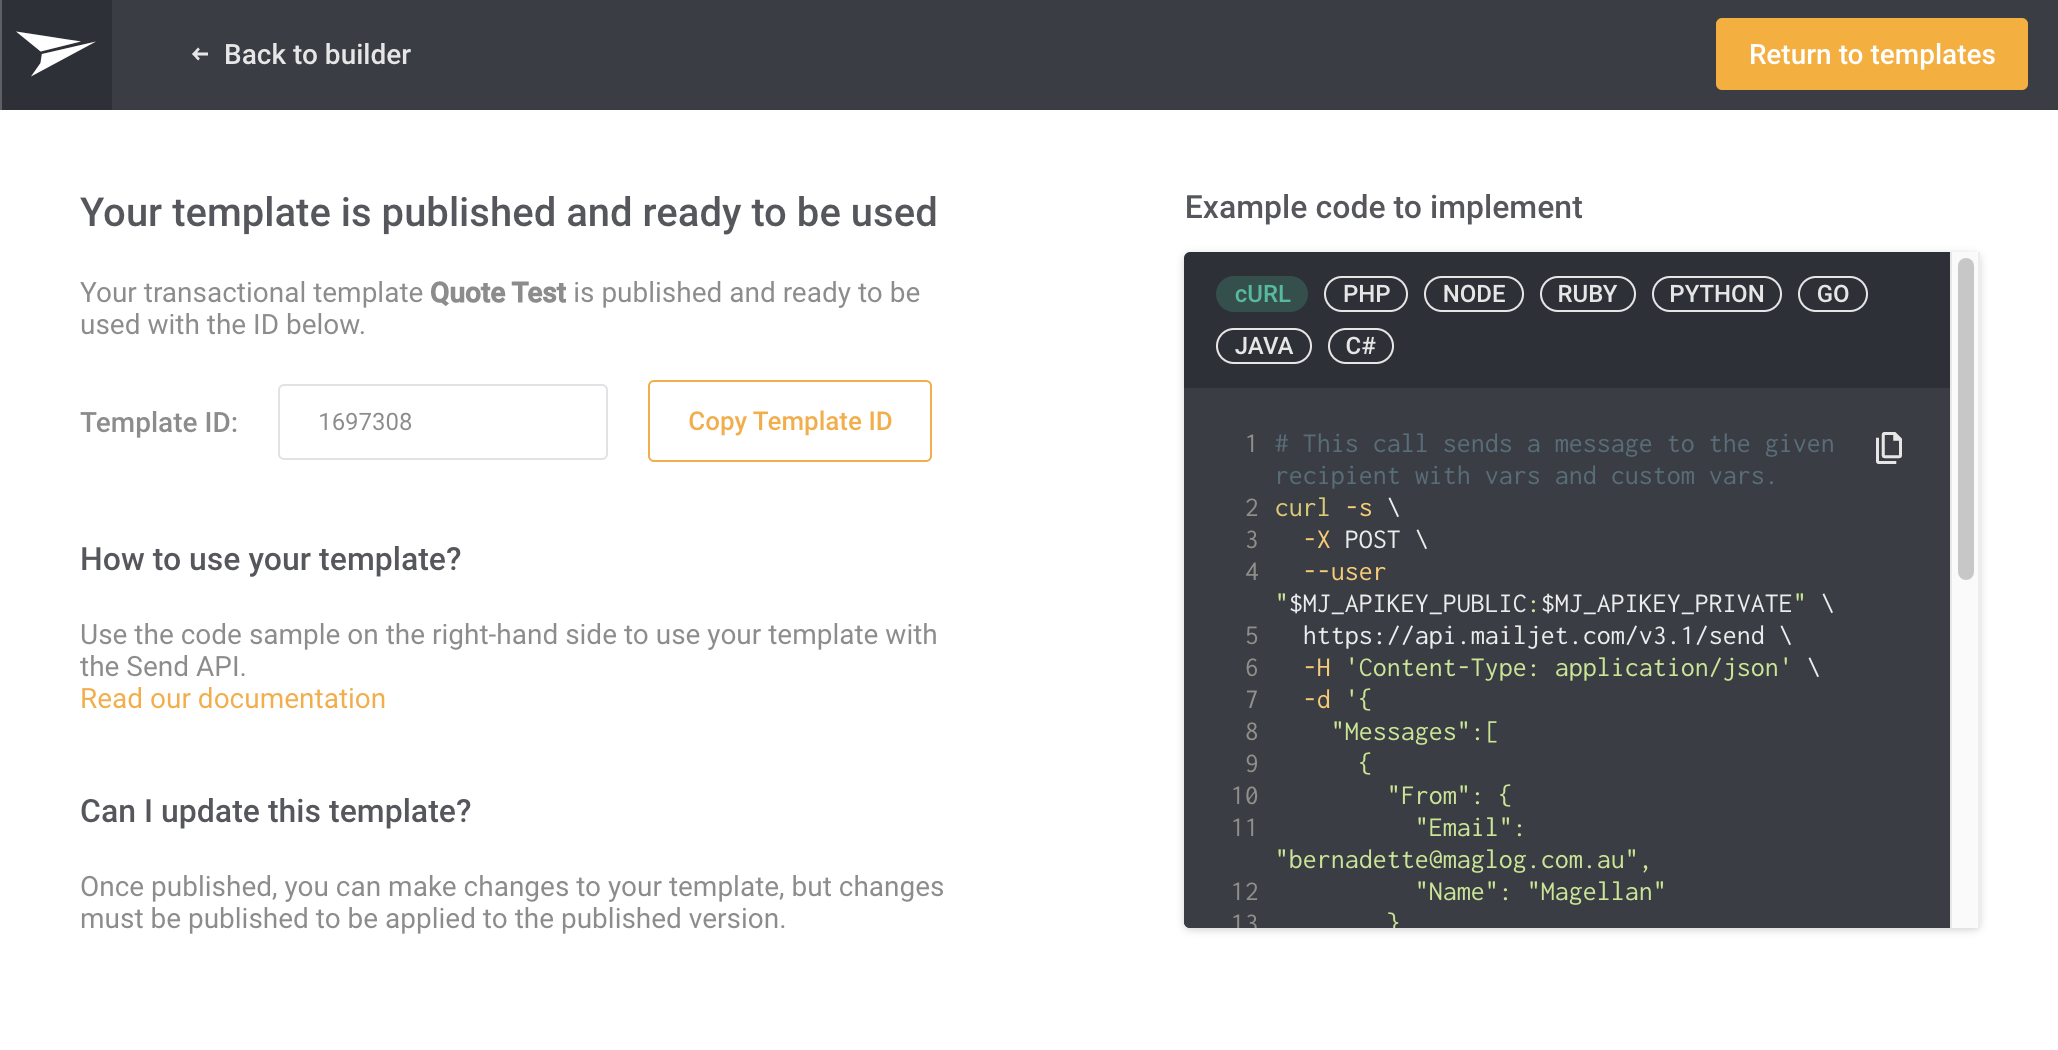 ← Back to builder
Return to templates
Your template is published and ready to be used
Your transactional template Quote Test is published and ready to be
used with the ID below.
Template ID:
1697308
Copy Template ID
How to use your template?
Use the code sample on the right-hand side to use your template with
the Send API.
Read our documentation
Can I update this template?
Once published, you can make changes to your template, but changes
must be published to be applied to the published version.
Example code to implement
cURL PHP NODE RUBY PYTHON GO
JAVA C#
1 # This call sends a message to the given
recipient with vars and custom vars.
2 curl -s \
3 -X POST \
4 --user
"$MJ_APIKEY_PUBLIC:$MJ_APIKEY_PRIVATE" \
5 https://api.mailjet.com/v3.1/send \
6 -H 'Content-Type: application/json' \
7 -d '{
8 "Messages":[
9 {
10 "From": {
11 "Email":
"bernadette@maglog.com.au",
12 "Name": "Magellan"
13 }